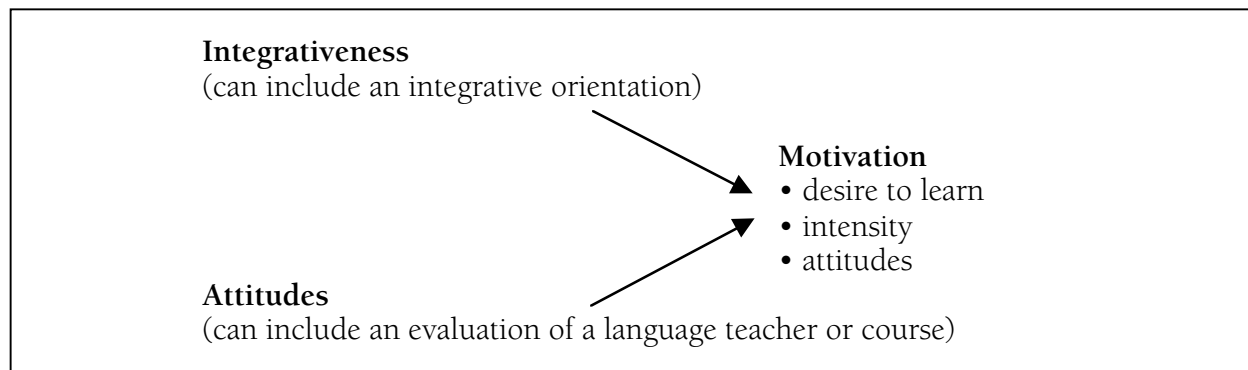 Integrativeness
(can include an integrative orientation)
Motivation
• desire to learn
• intensity
• attitudes
Attitudes
(can include an evaluation of a language teacher or course)